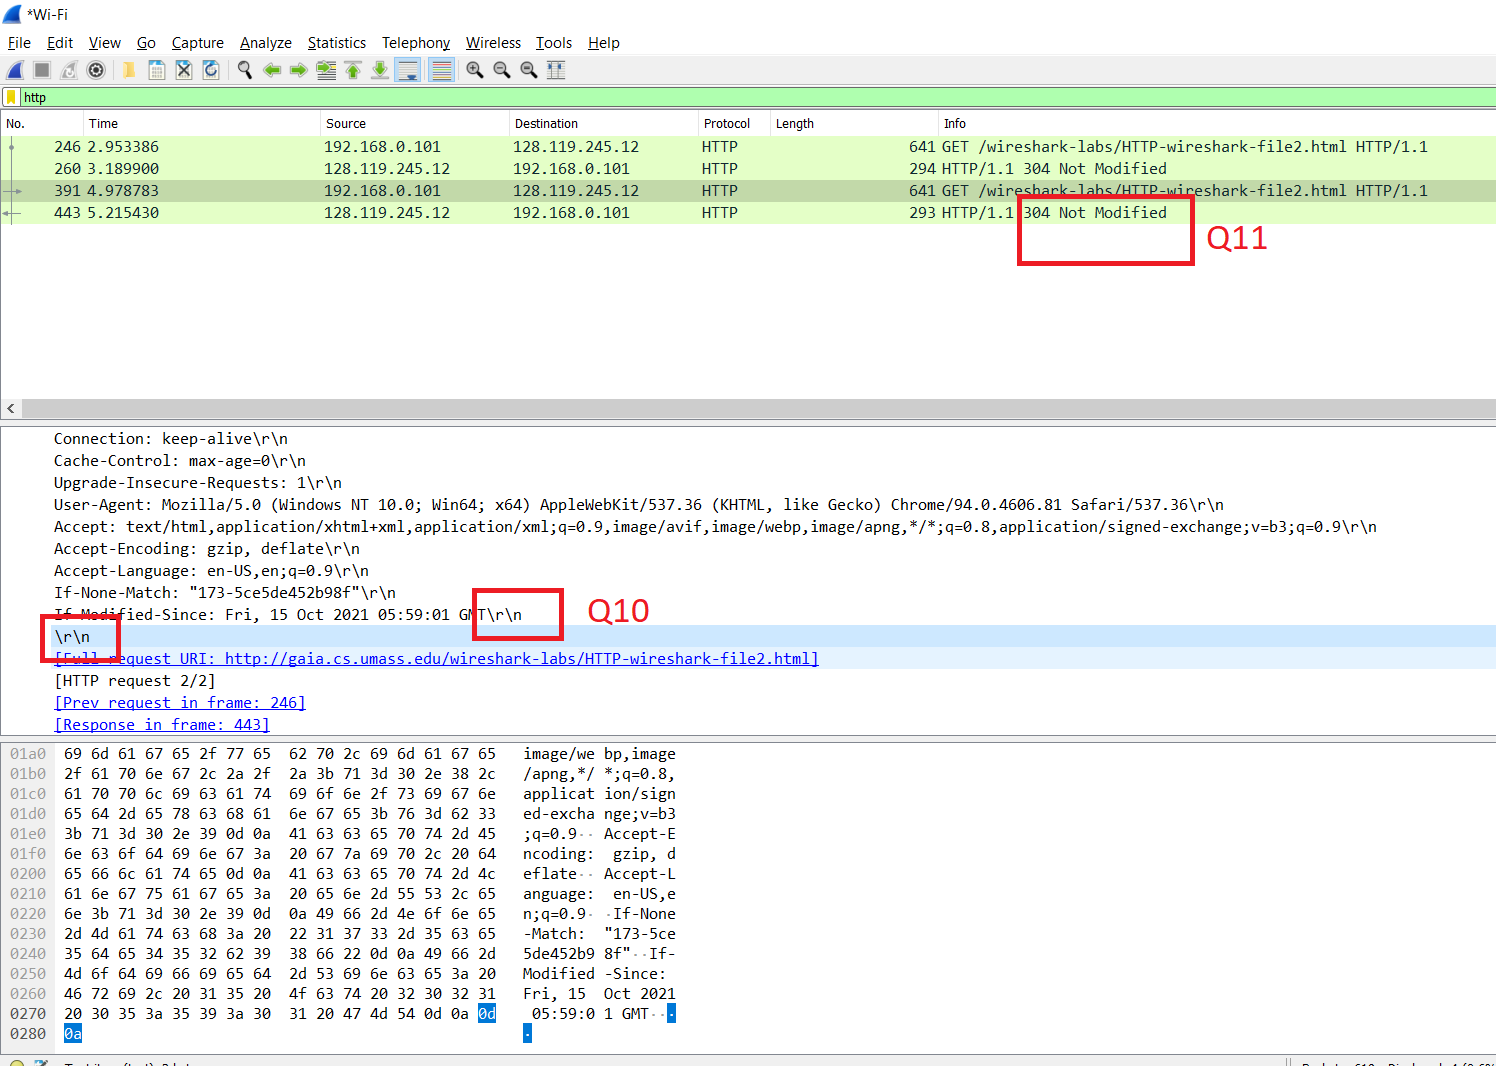 *Wi-Fi
File Edit View Go Capture Analyze Statistics Telephony Wireless Tools Help
http
No. Time Source Destination Protocol Length Info
246 2.953386 192.168.0.101 128.119.245.12 HTTP 641 GET /wireshark-labs/HTTP-wireshark-file2.html HTTP/1.1
260 3.189900 128.119.245.12 192.168.0.101 HTTP 294 HTTP/1.1 304 Not Modified
391 4.978783 192.168.0.101 128.119.245.12 HTTP 641 GET /wireshark-labs/HTTP-wireshark-file2.html HTTP/1.1
443 5.215430 128.119.245.12 192.168.0.101 HTTP 293 HTTP/1.1 304 Not Modified
Q11
Connection: keep-alive\r\n
Cache-Control: max-age=0\r\n
Upgrade-Insecure-Requests: 1\r\n
User-Agent: Mozilla/5.0 (Windows NT 10.0; Win64; x64) AppleWebKit/537.36 (KHTML, like Gecko) Chrome/94.0.4606.81 Safari/537.36\r\n
Accept: text/html,application/xhtml+xml,application/xml;q=0.9,image/avif,image/webp,image/apng,*/*;q=0.8,application/signed-exchange;v=b3;q=0.9\r\n
Accept-Encoding: gzip, deflate\r\n
Accept-Language: en-US,en;q=0.9\r\n
If-None-Match: "173-5ce5de452b98f"\r\n
If-Modified-Since: Fri, 15 Oct 2021 05:59:01 GMT\r\n
Q10
\r\n
[Full request URI: http://gaia.cs.umass.edu/wireshark-labs/HTTP-wireshark-file2.html]
[HTTP request 2/2]
[Prev request in frame: 246]
[Response in frame: 443]
01a0 69 6d 61 67 65 2f 77 65 62 70 2c 69 6d 61 67 65 image/we bp,image
01b0 2f 61 70 6e 67 2c 2a 2f 2a 3b 71 3d 30 2e 38 2c /apng,*/ *;q=0.8,
01c0 61 70 70 6c 69 63 61 74 69 6f 6e 2f 73 69 67 6e applicat ion/sign
01d0 65 64 2d 65 78 63 68 61 6e 67 65 3b 76 3d 62 33 ed-excha nge;v=b3
01e0 3b 71 3d 30 2e 39 0d 0a 41 63 63 65 70 74 2d 45 ;q=0.9·· Accept-E
01f0 6e 63 6f 64 69 6e 67 3a 20 67 7a 69 70 2c 20 64 ncoding: gzip, d
0200 65 66 6c 61 74 65 0d 0a 41 63 63 65 70 74 2d 4c eflate·· Accept-L
0210 61 6e 67 75 61 67 65 3a 20 65 6e 2d 55 53 2c 65 anguage: en-US,e
0220 6e 3b 71 3d 30 2e 39 0d 0a 49 66 2d 4e 6f 6e 65 n;q=0.9· ·If-None
0230 2d 4d 61 74 63 68 3a 20 22 31 37 33 2d 35 63 65 -Match: "173-5ce
0240 35 64 65 34 35 32 62 39 38 66 22 0d 0a 49 66 2d 5de452b9 8f"··If-
0250 4d 6f 64 69 66 69 65 64 2d 53 69 6e 63 65 3a 20 Modified -Since:
0260 46 72 69 2c 20 31 35 20 4f 63 74 20 32 30 32 31 Fri, 15 Oct 2021
0270 20 30 35 3a 35 39 3a 30 31 20 47 4d 54 0d 0a 0d 05:59:0 1 GMT···
0280 0a ·